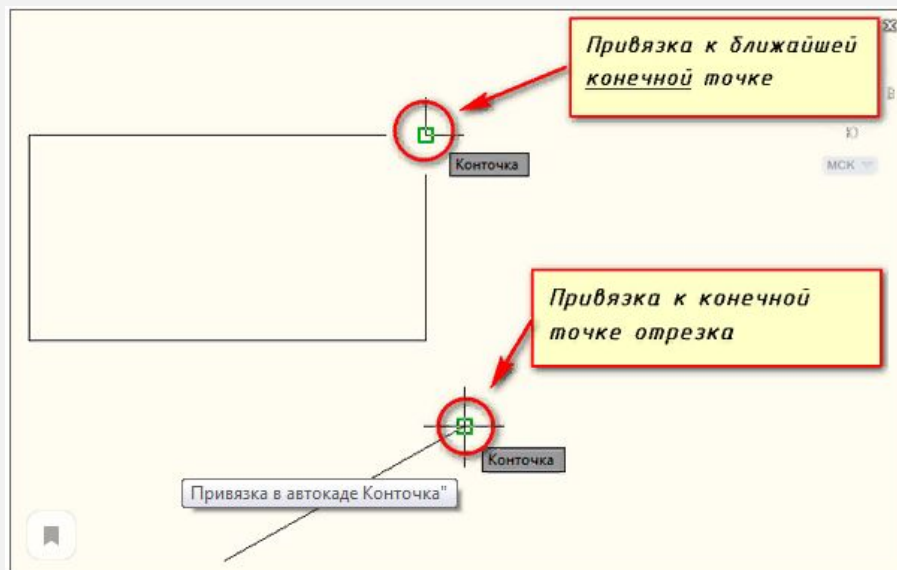 Привязка к ближайшей
конечной точке
В
Ю
Конточка
МСК
Привязка к конечной
точке отрезка
Конточка
Привязка в автокаде Конточка"